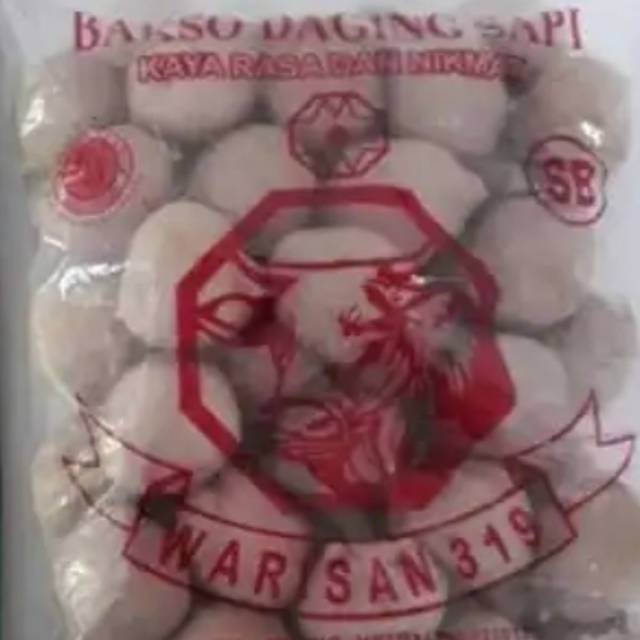 BAKSO DAGING SAPI
KAYA RASA DAN NIKMAT
SB
WARISAN 319